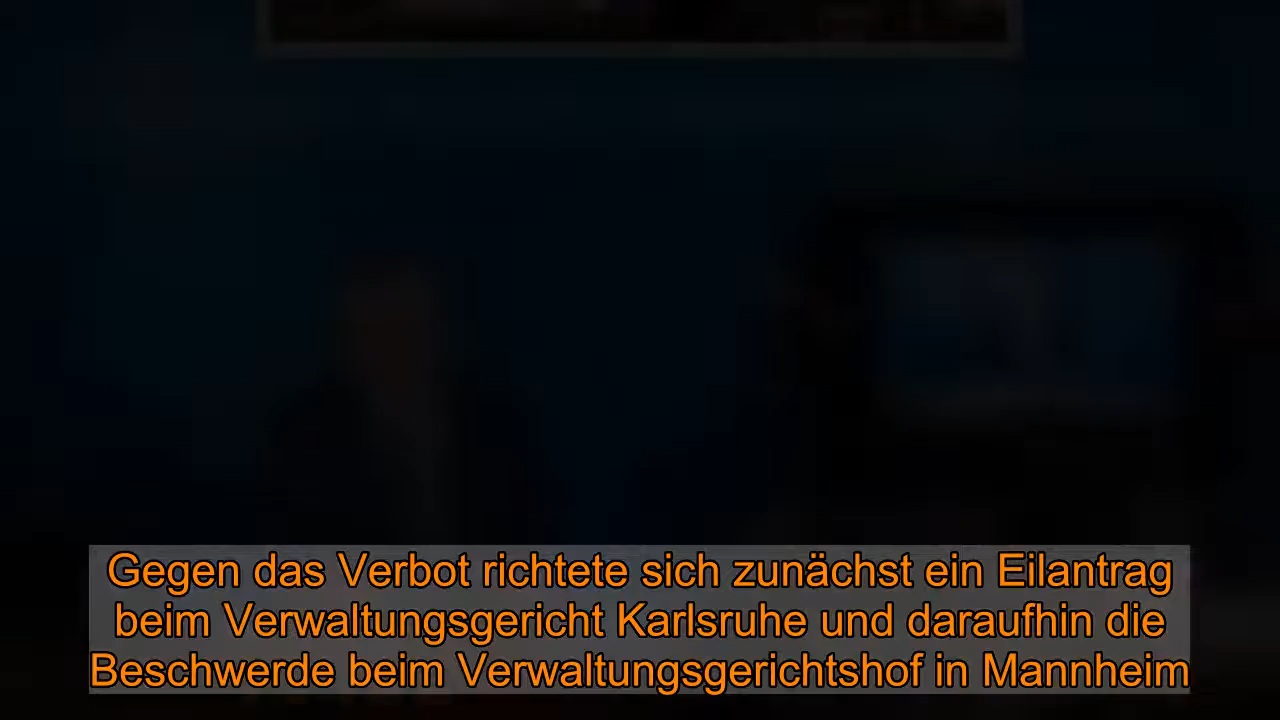 Gegen das Verbot richtete sich zunächst ein Eilantrag
beim Verwaltungsgericht Karlsruhe und daraufhin die
Beschwerde beim Verwaltungsgerichtshof in Mannheim